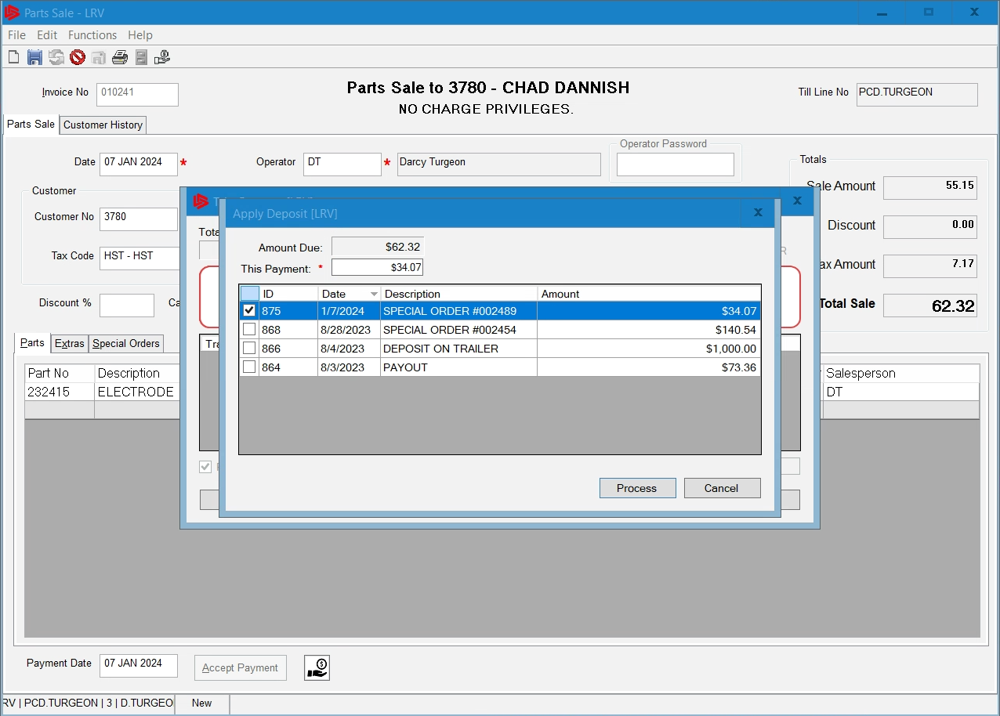 Parts Sale - LRV
File Edit Functions Help
Invoice No 010241
Parts Sale to 3780 - CHAD DANNISH
NO CHARGE PRIVILEGES.
Till Line No PCD.TURGEON
Parts Sale Customer History
Date 07 JAN 2024 *
Operator DT * Darcy Turgeon
Operator Password
Totals
Sale Amount 55.15
Discount 0.00
ax Amount 7.17
Total Sale 62.32
Customer
Customer No 3780
Tax Code HST - HST
Discount %
Ca
Tota
R
Apply Deposit [LRV]
Amount Due: $62.32
This Payment: * $34.07
ID Date Description Amount
875 1/7/2024 SPECIAL ORDER #002489 $34.07
868 8/28/2023 SPECIAL ORDER #002454 $140.54
866 8/4/2023 DEPOSIT ON TRAILER $1,000.00
864 8/3/2023 PAYOUT $73.36
Process Cancel
Tra
Parts Extras Special Orders
Part No Description Salesperson
232415 ELECTRODE DT
Payment Date 07 JAN 2024
Accept Payment
RV | PCD.TURGEON | 3 | D.TURGEO New